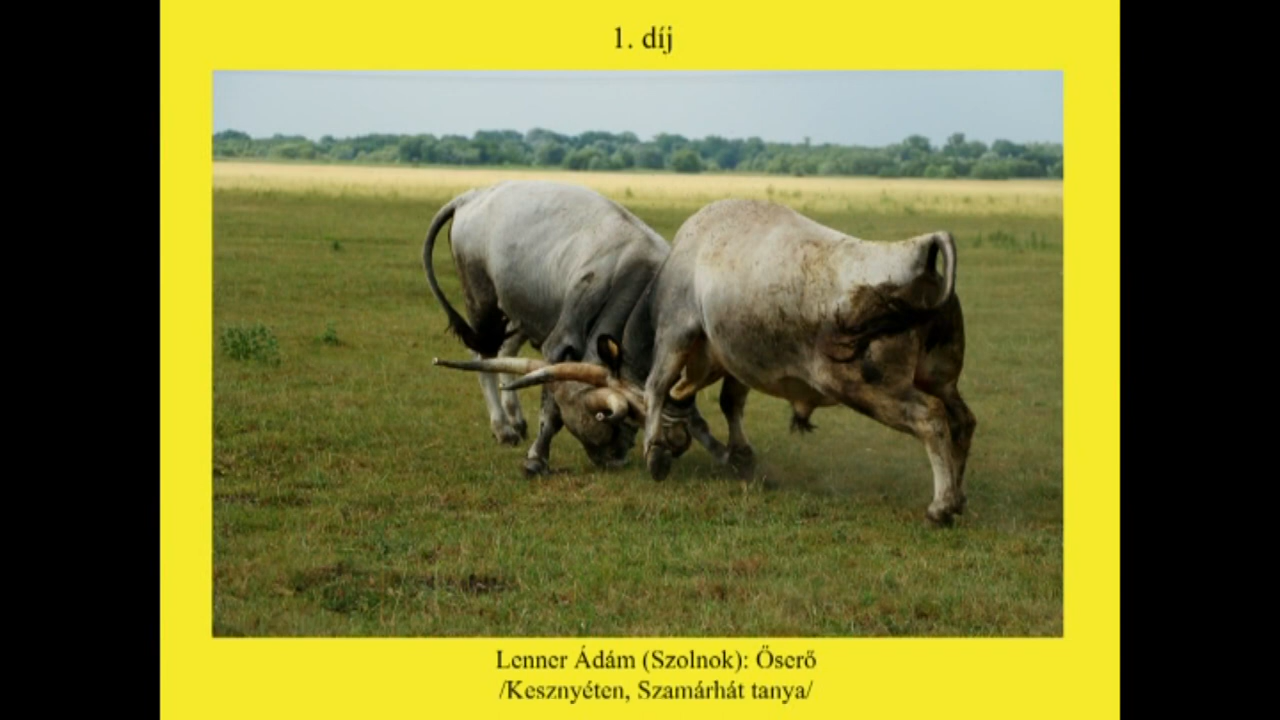 1. díj
Lenner Ádám (Szolnok): Őserő
/Kesznyéten, Szamárhát tanya/